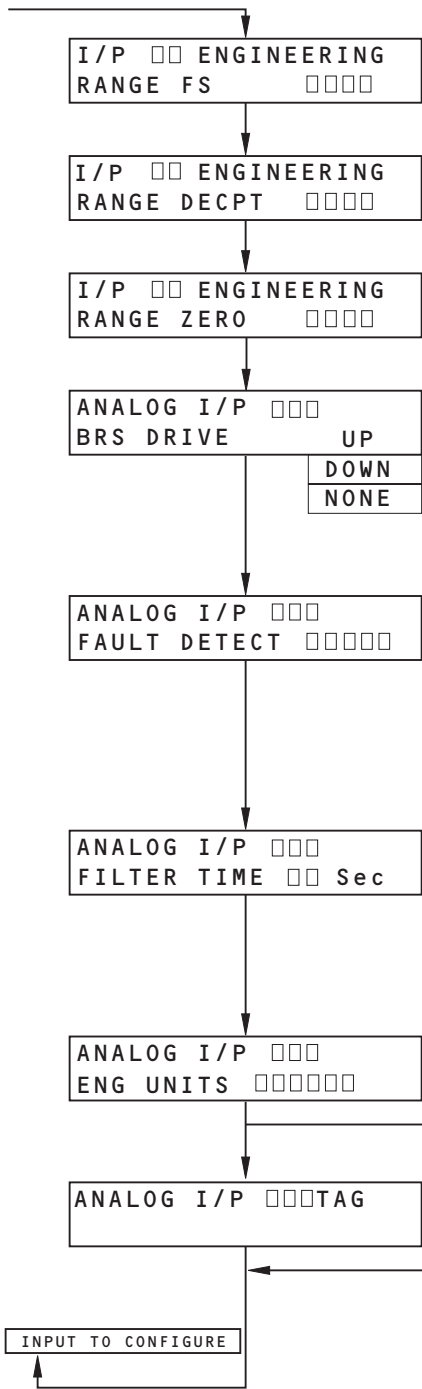 I/P □□ ENGINEERING
RANGE FS □□□□
I/P □□ ENGINEERING
RANGE DECPT □□□□
I/P □□ ENGINEERING
RANGE ZERO □□□□
ANALOG I/P □□□
BRS DRIVE UP
DOWN
NONE
ANALOG I/P □□□
FAULT DETECT □□□□□
ANALOG I/P □□□
FILTER TIME □□ Sec
ANALOG I/P □□□
ENG UNITS □□□□□□
ANALOG I/P □□□TAG
INPUT TO CONFIGURE